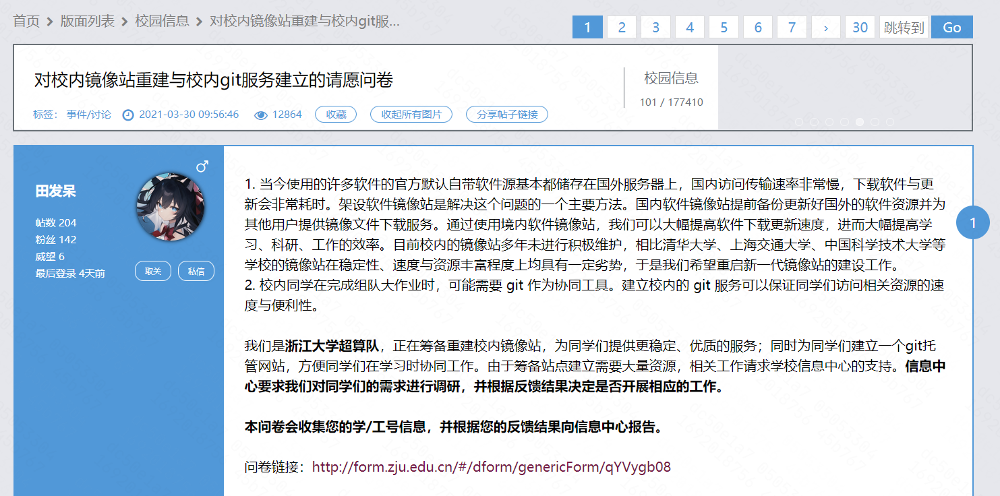 首页 > 版面列表 > 校园信息 > 对校内镜像站重建与校内git服...
1 2 3 4 5 6 7 › 30 跳转到 Go
对校内镜像站重建与校内git服务建立的请愿问卷
校园信息
101 / 177410
标签： 事件/讨论 2021-03-30 09:56:46 12864 收藏 收起所有图片 分享帖子链接
田发呆
帖数 204
粉丝 142
威望 6
最后登录 4天前
取关 私信
1. 当今使用的许多软件的官方默认自带软件源基本都储存在国外服务器上，国内访问传输速率非常慢，下载软件与更
新会非常耗时。架设软件镜像站是解决这个问题的一个主要方法。国内软件镜像站提前备份更新好国外的软件资源并为
其他用户提供镜像文件下载服务。通过使用境内软件镜像站，我们可以大幅提高软件下载更新速度，进而大幅提高学
习、科研、工作的效率。目前校内的镜像站多年未进行积极维护，相比清华大学、上海交通大学、中国科学技术大学等
学校的镜像站在稳定性、速度与资源丰富程度上均具有一定劣势，于是我们希望重启新一代镜像站的建设工作。
2. 校内同学在完成组队大作业时，可能需要 git 作为协同工具。建立校内的 git 服务可以保证同学们访问相关资源的速
度与便利性。
我们是浙江大学超算队，正在筹备重建校内镜像站，为同学们提供更稳定、优质的服务；同时为同学们建立一个git托
管网站，方便同学们在学习时协同工作。由于筹备站点建立需要大量资源，相关工作请求学校信息中心的支持。信息中
心要求我们对同学们的需求进行调研，并根据反馈结果决定是否开展相应的工作。
本问卷会收集您的学/工号信息，并根据您的反馈结果向信息中心报告。
问卷链接：http://form.zju.edu.cn/#/dform/genericForm/qYVygb08
1